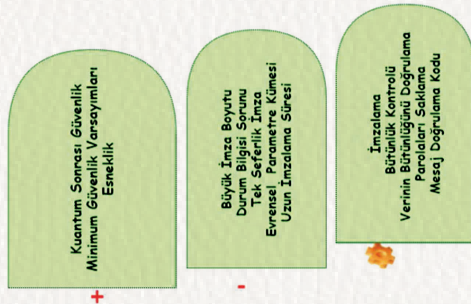 Kuantum Sonrası Güvenlik
Minimum Güvenlik Varsayımları
Esneklik
+
Büyük İmza Boyutu
Durum Bilgisi Sorunu
Tek Seferlik İmza
Evrensel Parametre Kümesi
Uzun İmzalama Süresi
-
İmzalama
Bütünlük Kontrolü
Verinin Bütünlüğünü Doğrulama
Parolaları Saklama
Mesaj Doğrulama Kodu